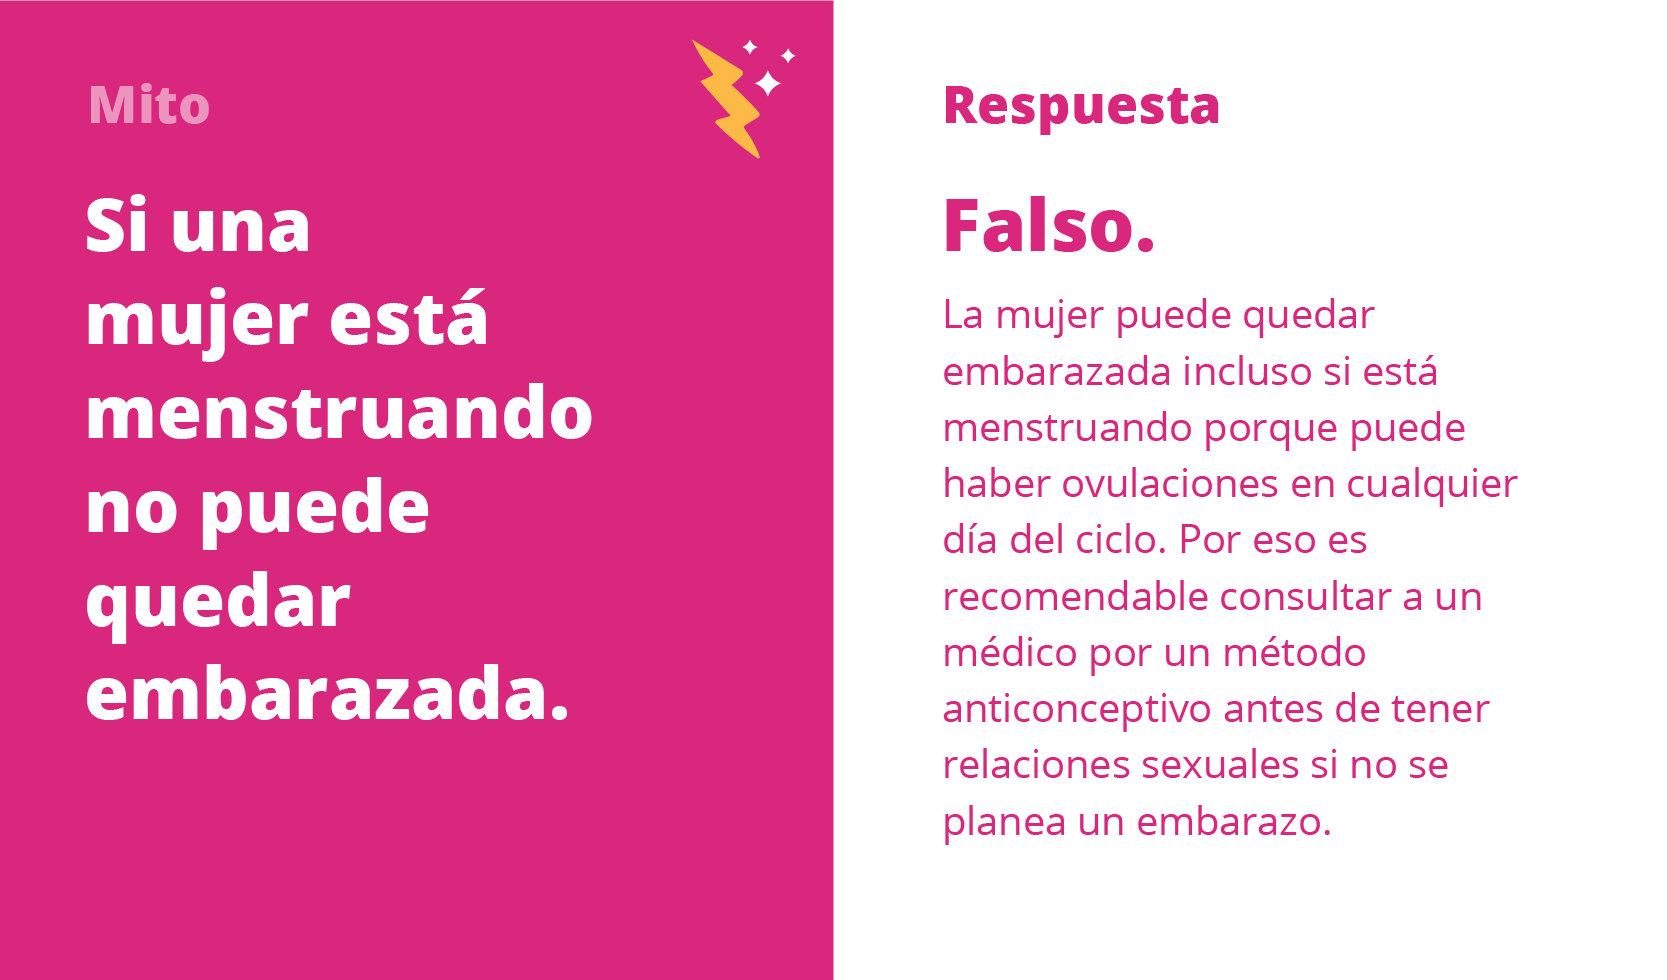 Mito
Si una
mujer está
menstruando
no puede
quedar
embarazada.
Respuesta
Falso.
La mujer puede quedar
embarazada incluso si está
menstruando porque puede
haber ovulaciones en cualquier
día del ciclo. Por eso es
recomendable consultar a un
médico por un método
anticonceptivo antes de tener
relaciones sexuales si no se
planea un embarazo.